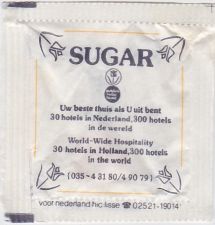 SUGAR
Uw beste thuis als U uit bent
30 hotels in Nederland, 300 hotels
in de wereld
World-Wide Hospitality
30 hotels in Holland, 300 hotels
in the world
(035-4 31 80/4 90 79)
voor nederland hic lisse ☎ 02521-19014